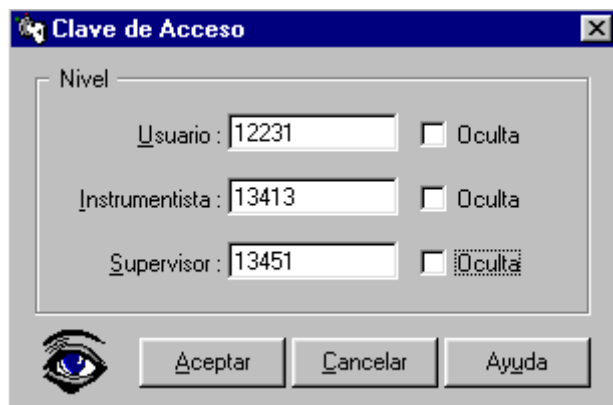 Clave de Acceso
Nivel
Usuario : 12231 Oculta
Instrumentista : 13413 Oculta
Supervisor : 13451 Oculta
Aceptar Cancelar Ayuda